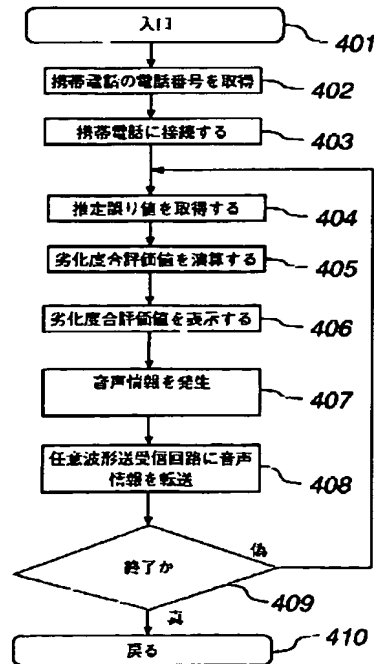 入口
401
携帯電話の電話番号を取得
402
携帯電話に接続する
403
推定誤り値を取得する
404
劣化度合評価値を演算する
405
劣化度合評価値を表示する
406
音声情報を発生
407
任意波形送受信回路に音声
情報を転送
408
偽
終了か
409
真
戻る
410